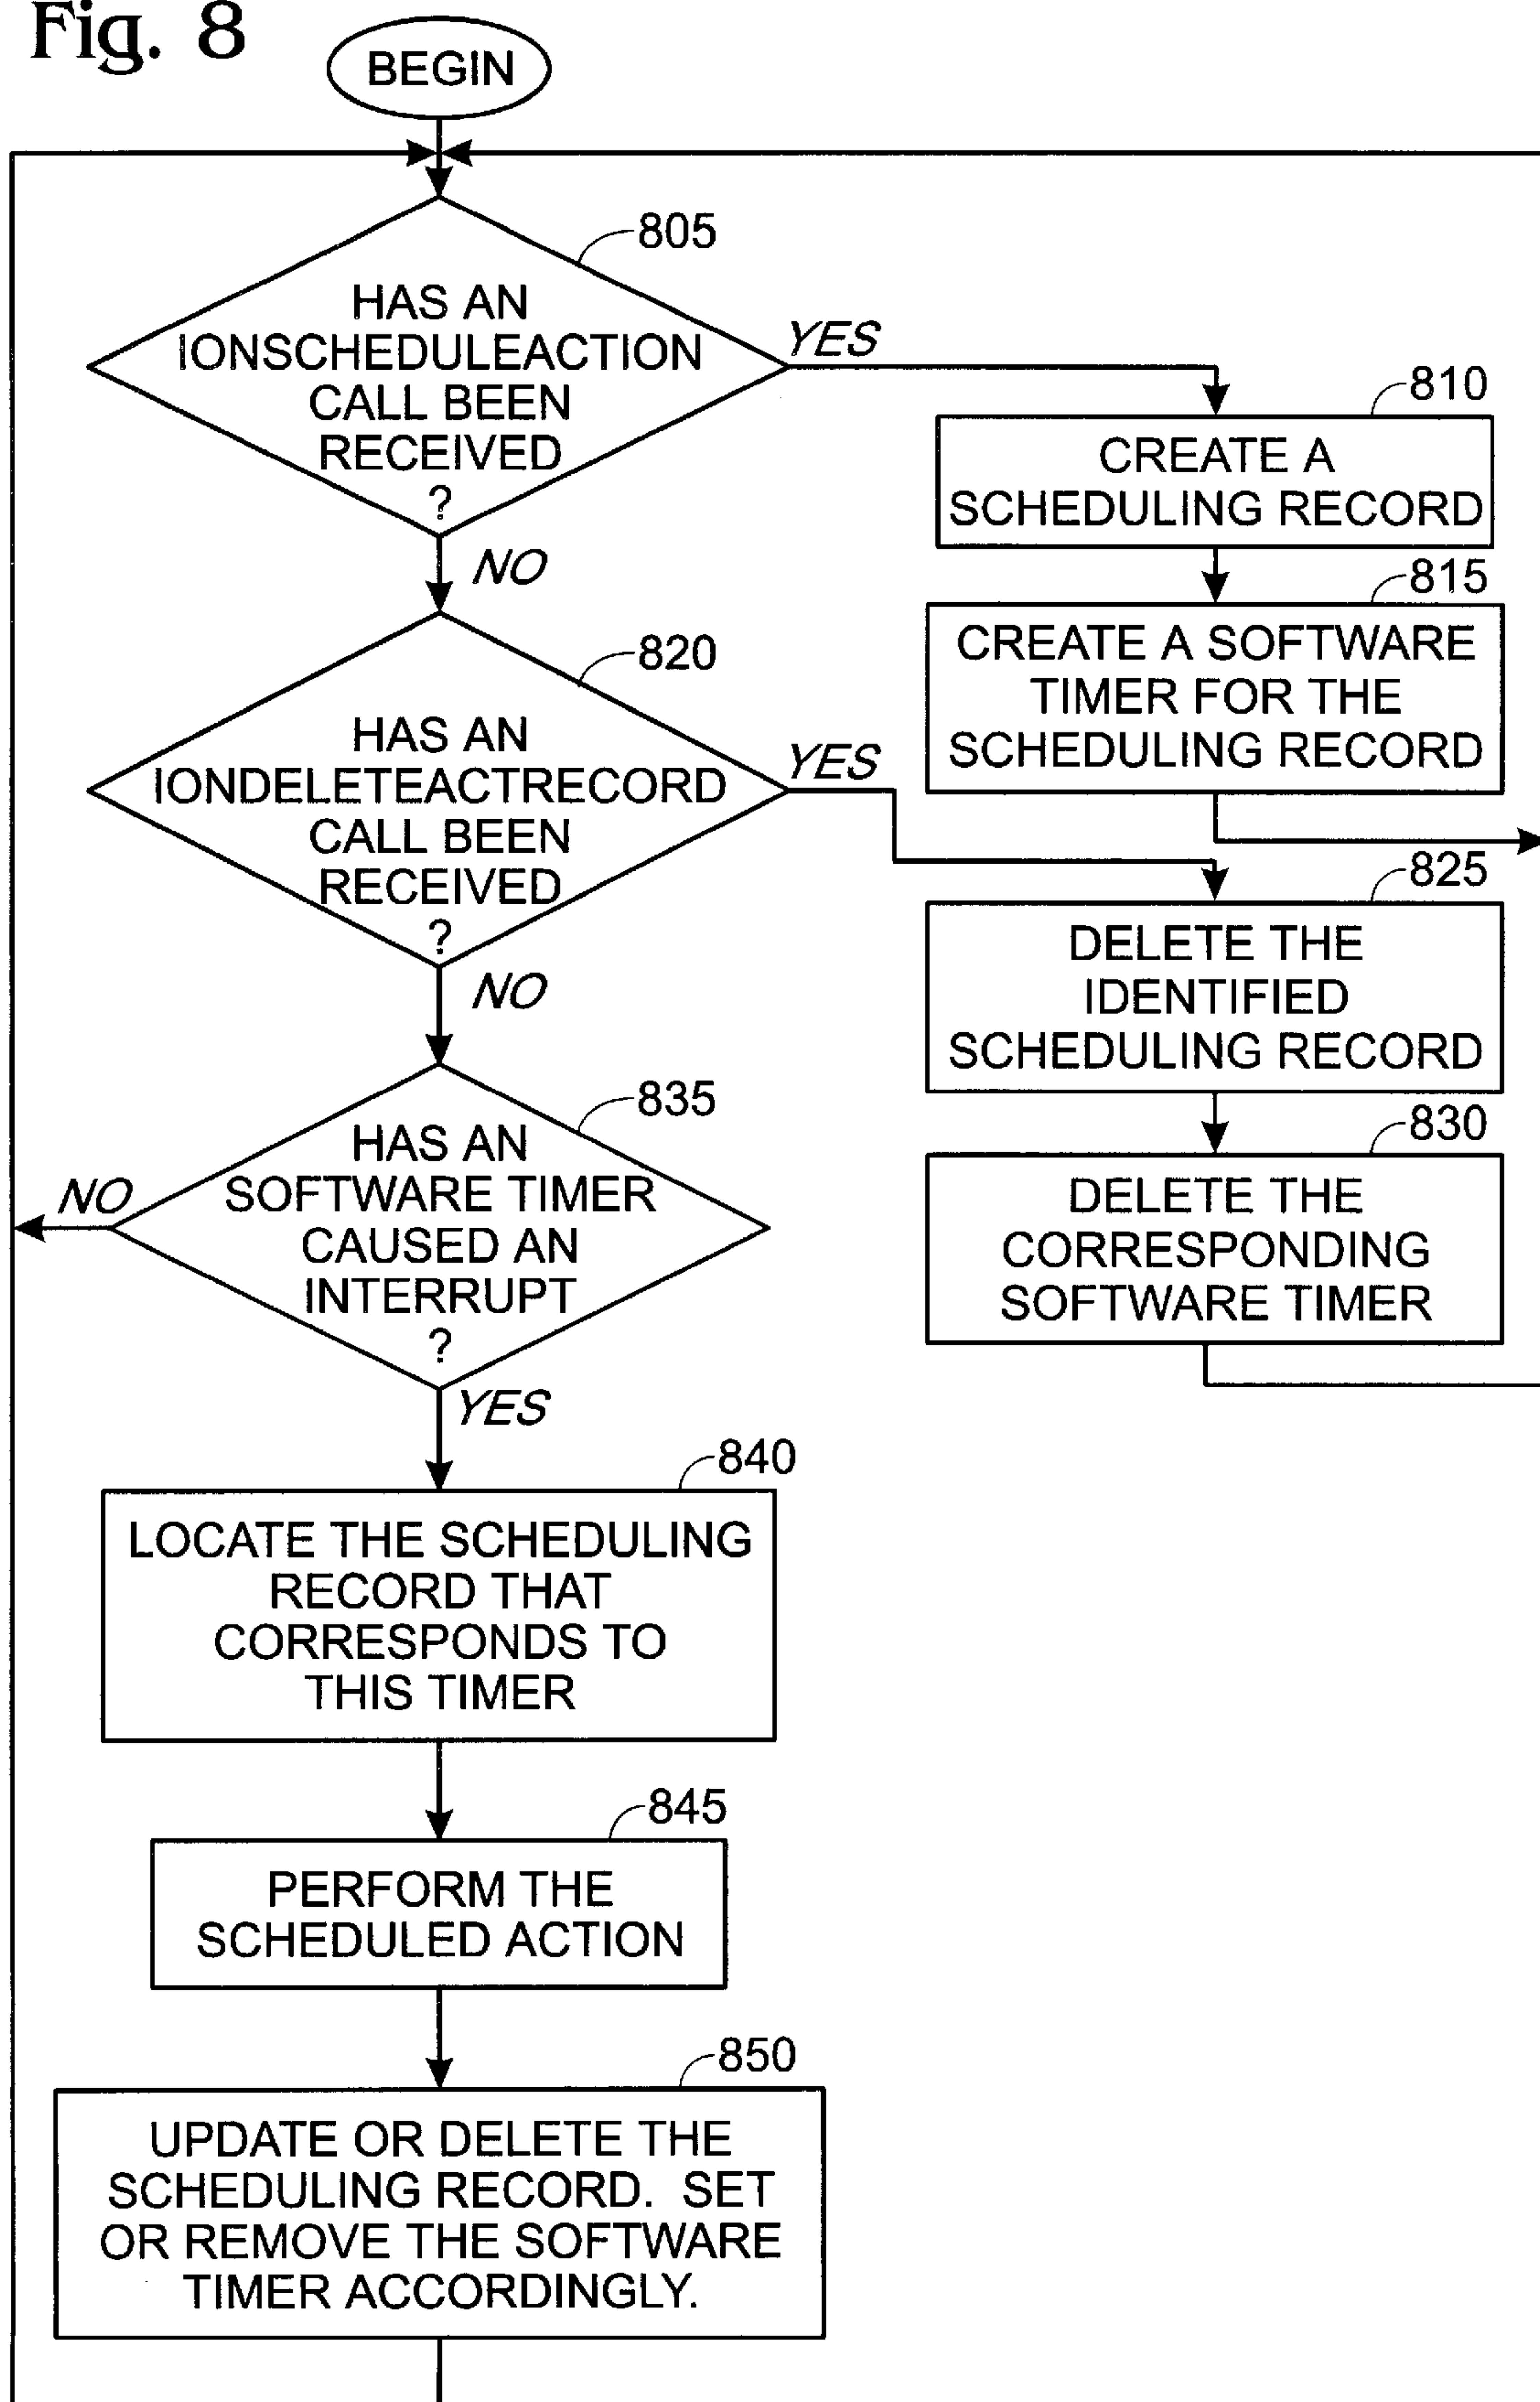 Fig. 8
BEGIN
805
HAS AN
IONSCHEDULEACTION
CALL BEEN
RECEIVED
?
YES
NO
810
CREATE A
SCHEDULING RECORD
815
CREATE A SOFTWARE
TIMER FOR THE
SCHEDULING RECORD
820
HAS AN
IONDELETEACTRECORD
CALL BEEN
RECEIVED
?
YES
NO
825
DELETE THE
IDENTIFIED
SCHEDULING RECORD
830
DELETE THE
CORRESPONDING
SOFTWARE TIMER
835
HAS AN
SOFTWARE TIMER
CAUSED AN
INTERRUPT
?
NO
YES
840
LOCATE THE SCHEDULING
RECORD THAT
CORRESPONDS TO
THIS TIMER
845
PERFORM THE
SCHEDULED ACTION
850
UPDATE OR DELETE THE
SCHEDULING RECORD. SET
OR REMOVE THE SOFTWARE
TIMER ACCORDINGLY.